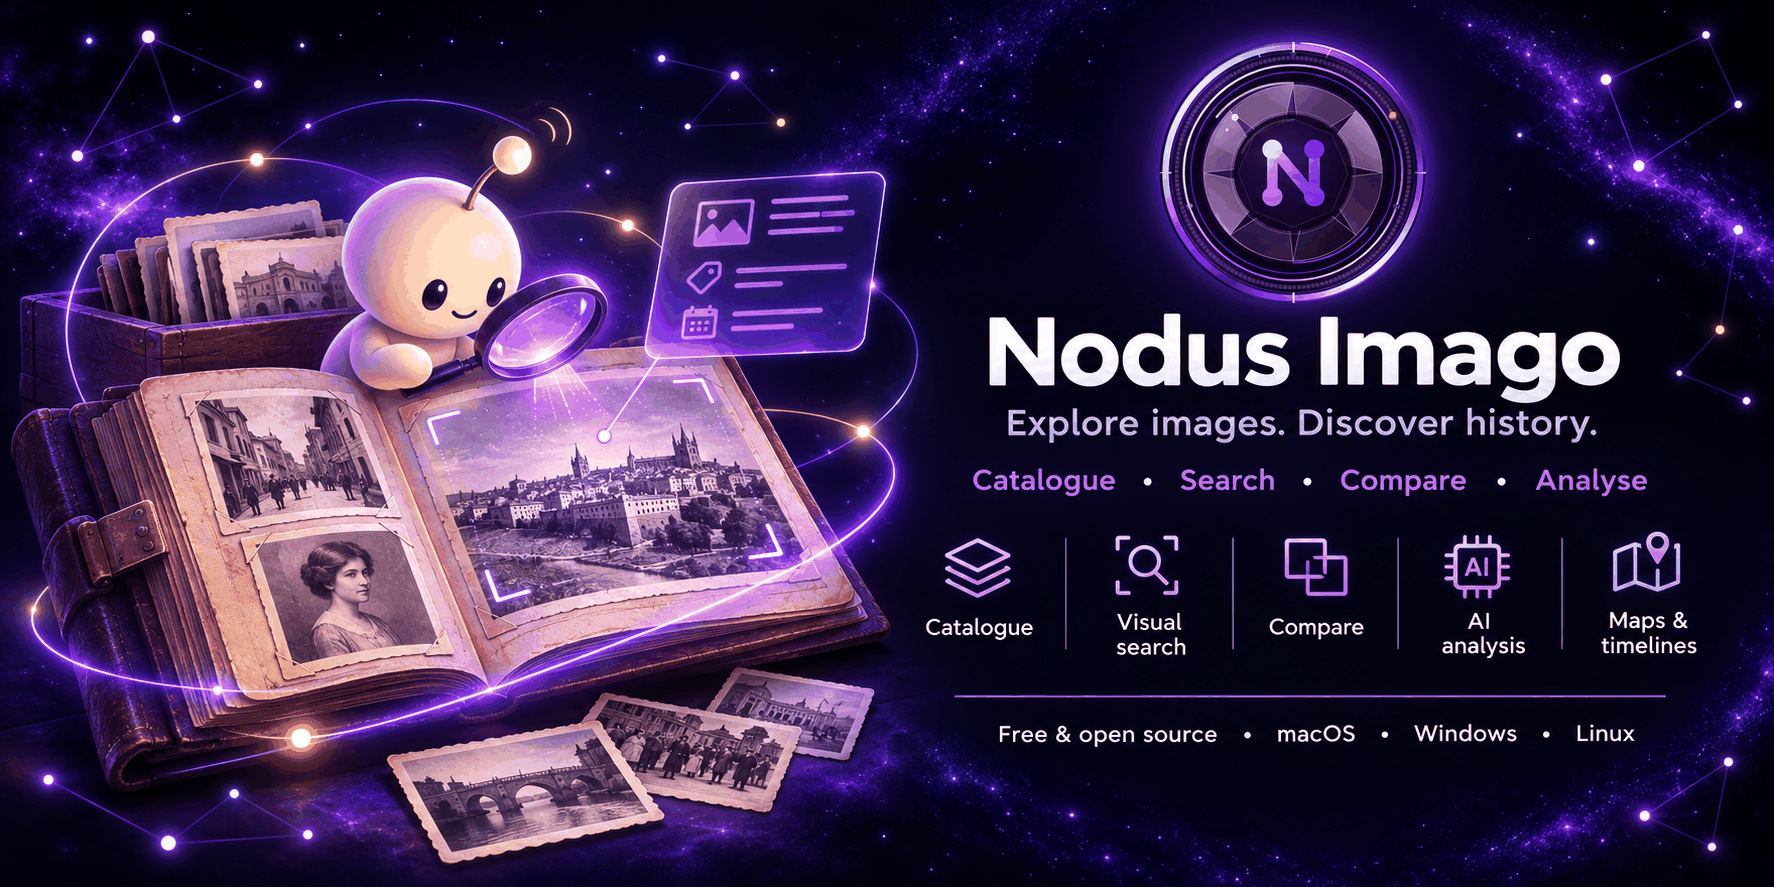 N
Nodus Imago
Explore images. Discover history.
Catalogue • Search • Compare • Analyse
Catalogue
Visual
search
Compare
AI
AI
analysis
Maps &
timelines
Free & open source • macOS • Windows • Linux